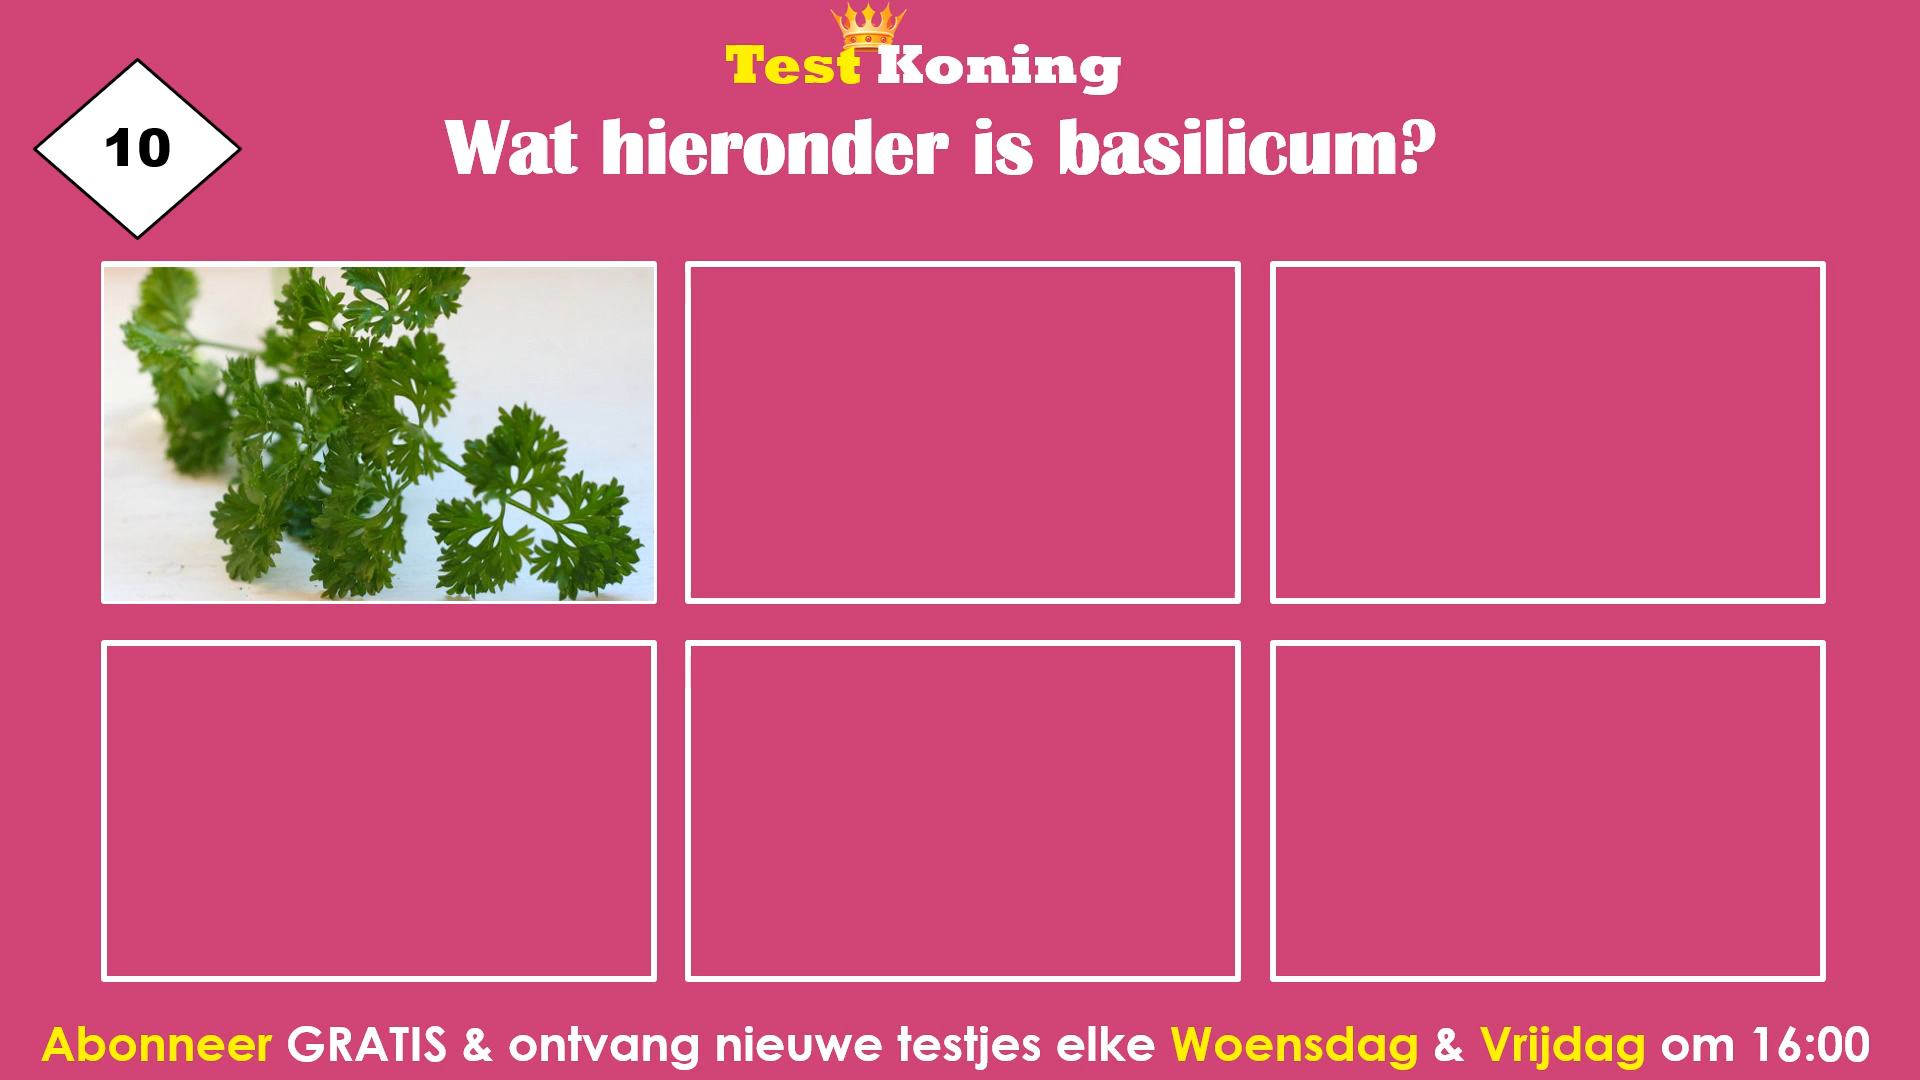 Test Koning
10
Wat hieronder is basilicum?
Abonneer GRATIS & ontvang nieuwe testjes elke Woensdag & Vrijdag om 16:00